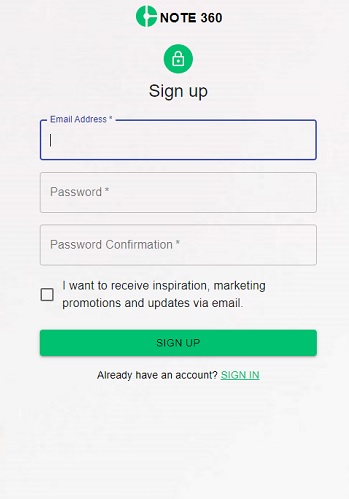 NOTE 360
Sign up
Email Address *
Password *
Password Confirmation *
I want to receive inspiration, marketing
promotions and updates via email.
SIGN UP
Already have an account? SIGN IN